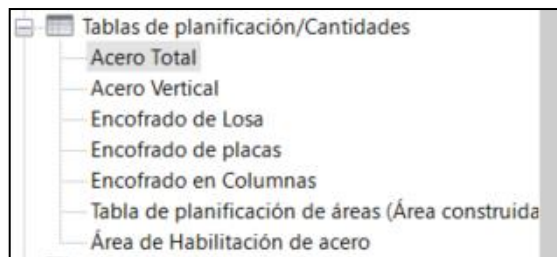 Tablas de planificación/Cantidades
Acero Total
Acero Vertical
Encofrado de Losa
Encofrado de placas
Encofrado en Columnas
Tabla de planificación de áreas (Área construida
Área de Habilitación de acero